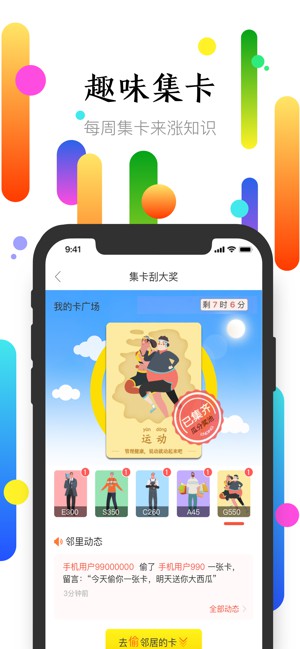 趣味集卡
每周集卡来涨知识
9:41
集卡刮大奖
我的卡广场
剩 7 时 6 分
yùn dòng
运动
已集齐
1 1 1 1
E300 S350 C260 A45 G550
邻里动态
手机用户99000000 偷了 手机用户990 一张卡，
留言：“今天偷你一张卡，明天送你大西瓜”
3分钟前
全部动态
去偷邻居的卡